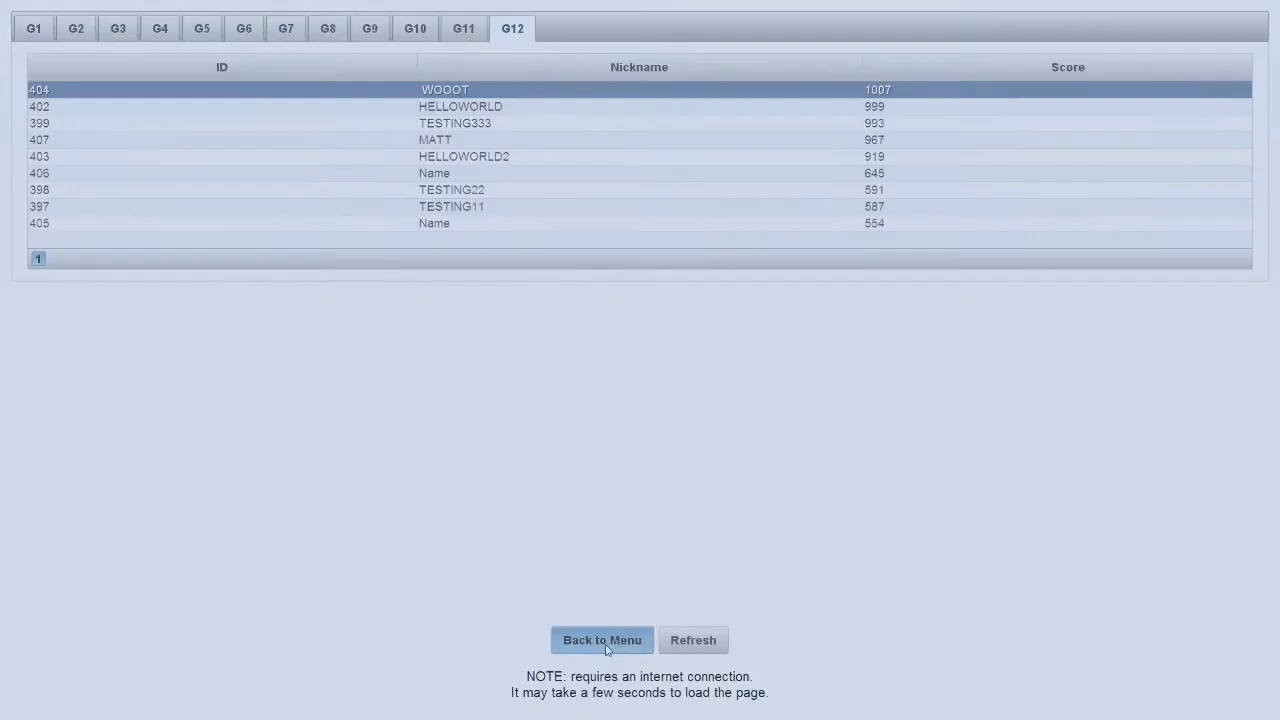 G1 G2 G3 G4 G5 G6 G7 G8 G9 G10 G11 G12
ID Nickname Score
404 WOOOT 1007
402 HELLOWORLD 999
399 TESTING333 993
407 MATT 967
403 HELLOWORLD2 919
406 Name 645
398 TESTING22 591
397 TESTING11 587
405 Name 554
1
Back to Menu Refresh
NOTE: requires an internet connection.
It may take a few seconds to load the page.